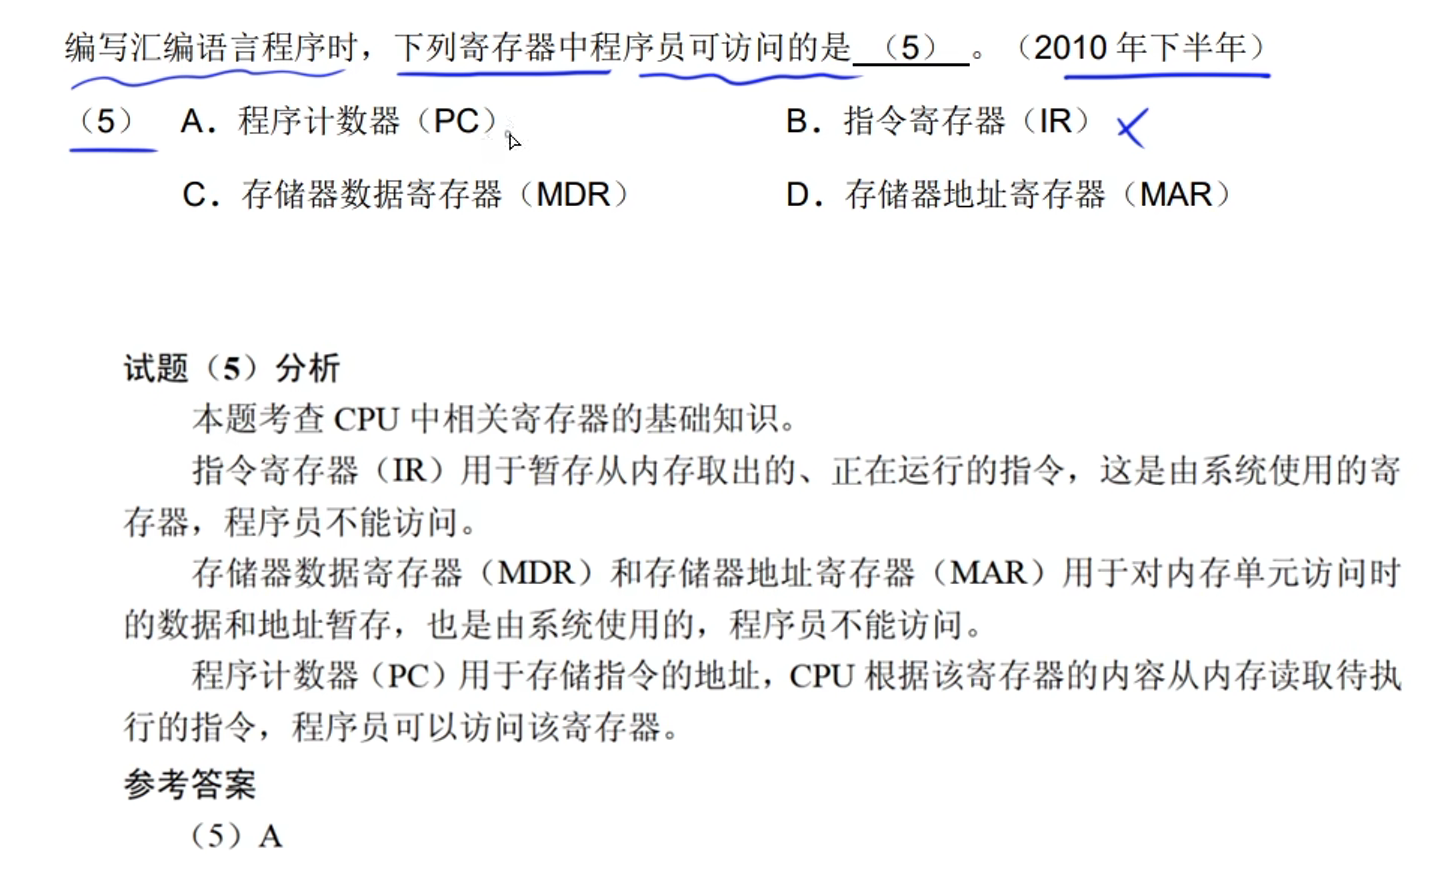 编写汇编语言程序时，下列寄存器中程序员可访问的是（5）。（2010 年下半年）
（5） A．程序计数器（PC） B．指令寄存器（IR）
C．存储器数据寄存器（MDR） D．存储器地址寄存器（MAR）
试题（5）分析
本题考查 CPU 中相关寄存器的基础知识。
指令寄存器（IR）用于暂存从内存取出的、正在运行的指令，这是由系统使用的寄
存器，程序员不能访问。
存储器数据寄存器（MDR）和存储器地址寄存器（MAR）用于对内存单元访问时
的数据和地址暂存，也是由系统使用的，程序员不能访问。
程序计数器（PC）用于存储指令的地址，CPU 根据该寄存器的内容从内存读取待执
行的指令，程序员可以访问该寄存器。
参考答案
（5）A